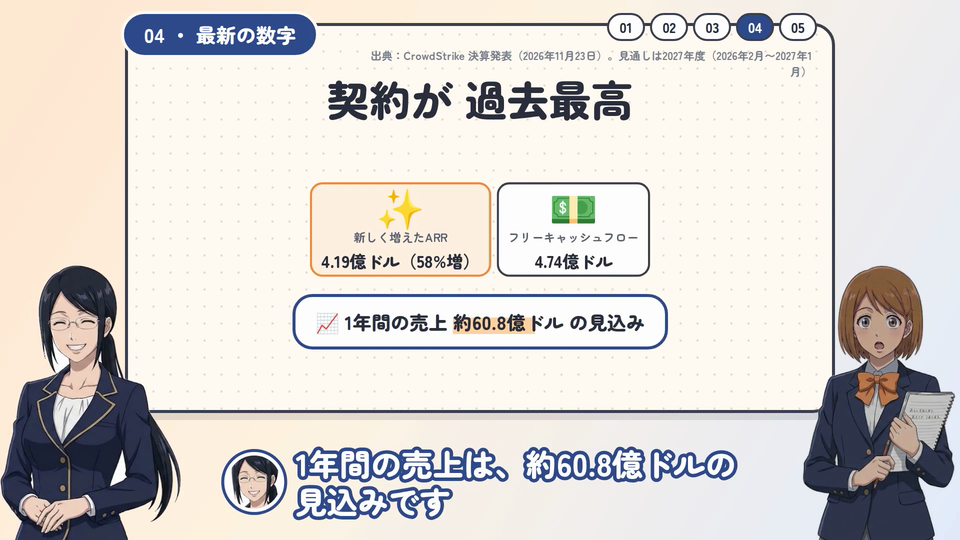 04 ・ 最新の数字
01 02 03 04 05
出典：CrowdStrike 決算発表（2026年11月23日）。見通しは2027年度（2026年2月〜2027年1
月）
契約が 過去最高
新しく増えたARR
4.19億ドル（58%増）
フリーキャッシュフロー
4.74億ドル
1年間の売上 約60.8億ドル の見込み
1年間の売上は、約60.8億ドルの
見込みです